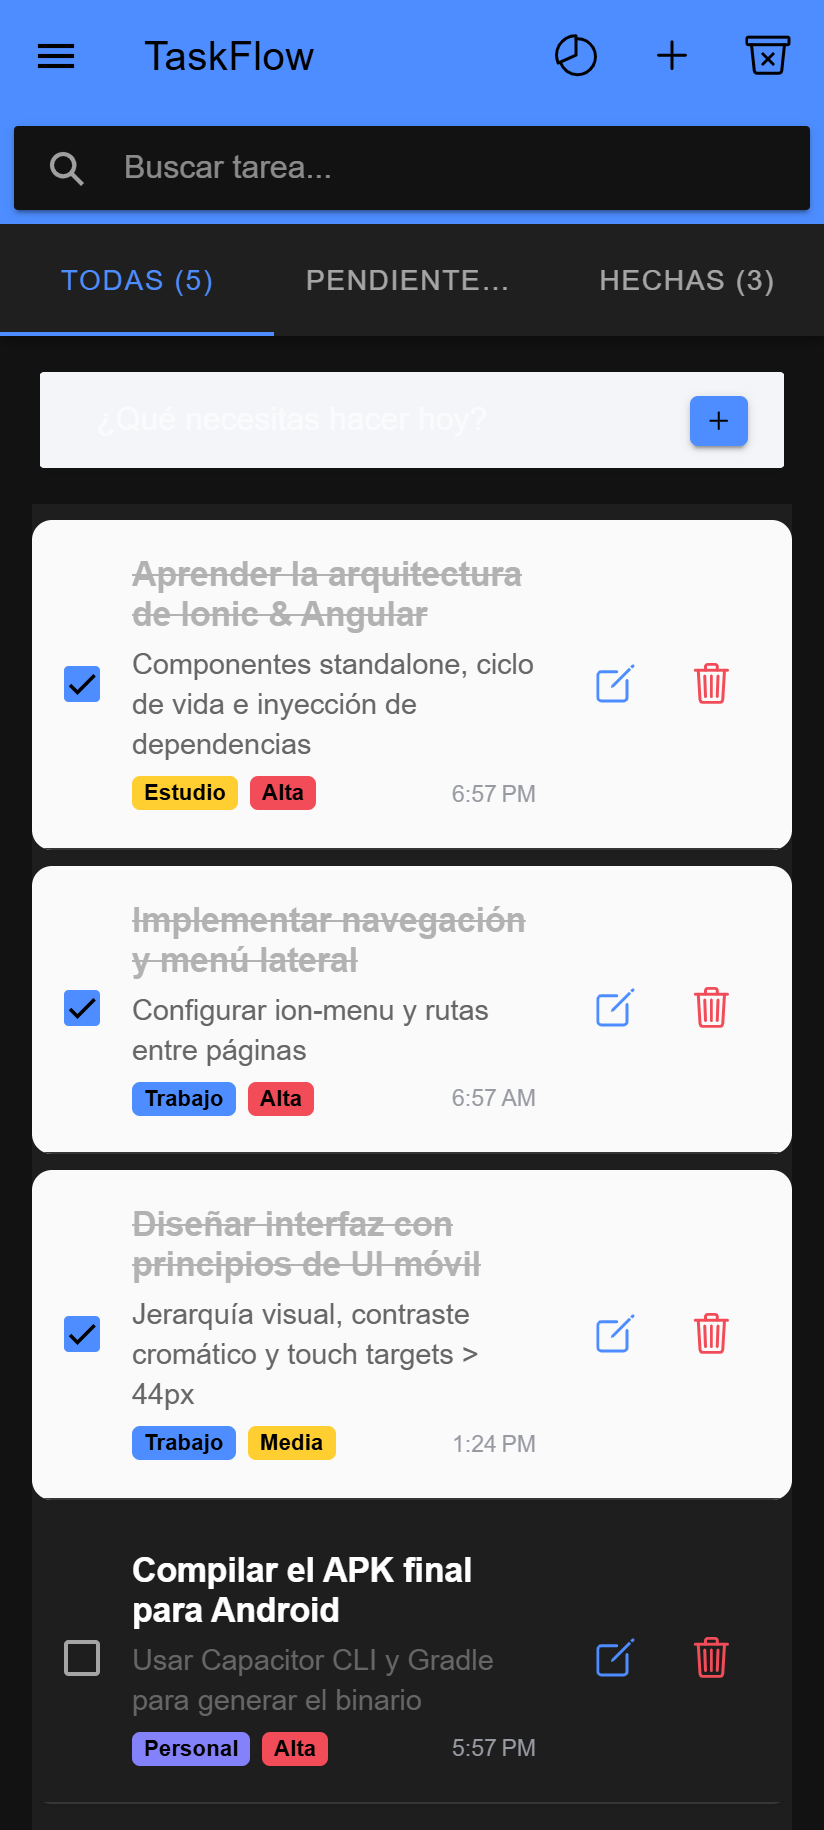 TaskFlow
Buscar tarea...
TODAS (5) PENDIENTE... HECHAS (3)
¿Qué necesitas hacer hoy?
Aprender la arquitectura
de Ionic & Angular
Componentes standalone, ciclo
de vida e inyección de
dependencias
Estudio Alta 6:57 PM
Implementar navegación
y menú lateral
Configurar ion-menu y rutas
entre páginas
Trabajo Alta 6:57 AM
Diseñar interfaz con
principios de UI móvil
Jerarquía visual, contraste
cromático y touch targets >
44px
Trabajo Media 1:24 PM
Compilar el APK final
para Android
Usar Capacitor CLI y Gradle
para generar el binario
Personal Alta 5:57 PM